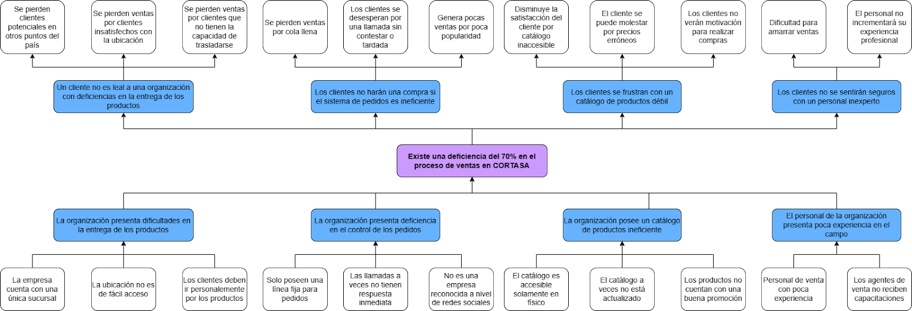 Se pierden
clientes
potenciales en
otros puntos del
país
Se pierden ventas
por clientes
insatisfechos con
la ubicación
Se pierden ventas
por clientes que
no tienen la
capacidad de
trasladarse
Se pierden ventas
por cola llena
Los clientes se
desesperar por
una llamada sin
contestar o
tardada
Genera pocas
ventas por poca
popularidad
Disminuye la
satisfacción del
cliente por
catálogo
inaccesible
El cliente se
puede molestar
por precios
erróneos
Los clientes no
verán motivación
para realizar
compras
Dificultad para
amarrar ventas
El personal no
incrementará su
experiencia
profesional
Un cliente no es leal a una organización
con deficiencias en la entrega de los
productos
Los clientes no harán una compra si
el sistema de pedidos es ineficiente
Los clientes se frustran con un
catálogo de productos débil
Los clientes no se sentirán seguros
con un personal inexperto
Existe una deficiencia del 70% en el
proceso de ventas en CORTASA
La organización presenta dificultades en
la entrega de los productos
La organización presenta deficiencia
en el control de los pedidos
La organización posee un catálogo
de productos ineficiente
El personal de la organización
presenta poca experiencia en el
campo
La empresa
cuenta con una
única sucursal
La ubicación no es
de fácil acceso
Los clientes deben
ir personalemente
por los productos
Solo poseen una
línea fija para
pedidos
Las llamadas a
veces no tienen
respuesta
inmediata
No es una
empresa
reconocida a nivel
de redes sociales
El catálogo es
accesible
solamente en
físico
El catálogo a
veces no está
actualizado
Los productos no
cuentan con una
buena promoción
Personal de venta
con poca
experiencia
Los agentes de
venta no reciben
capacitaciones